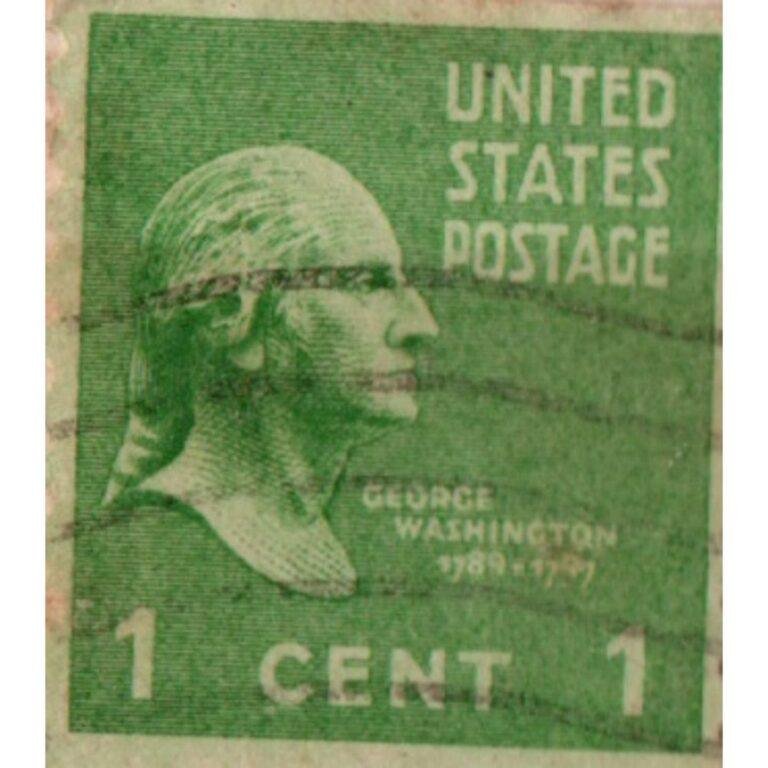 UNITED
STATES
POSTAGE
GEORGE
WASHINGTON
1789-1797
1 CENT 1